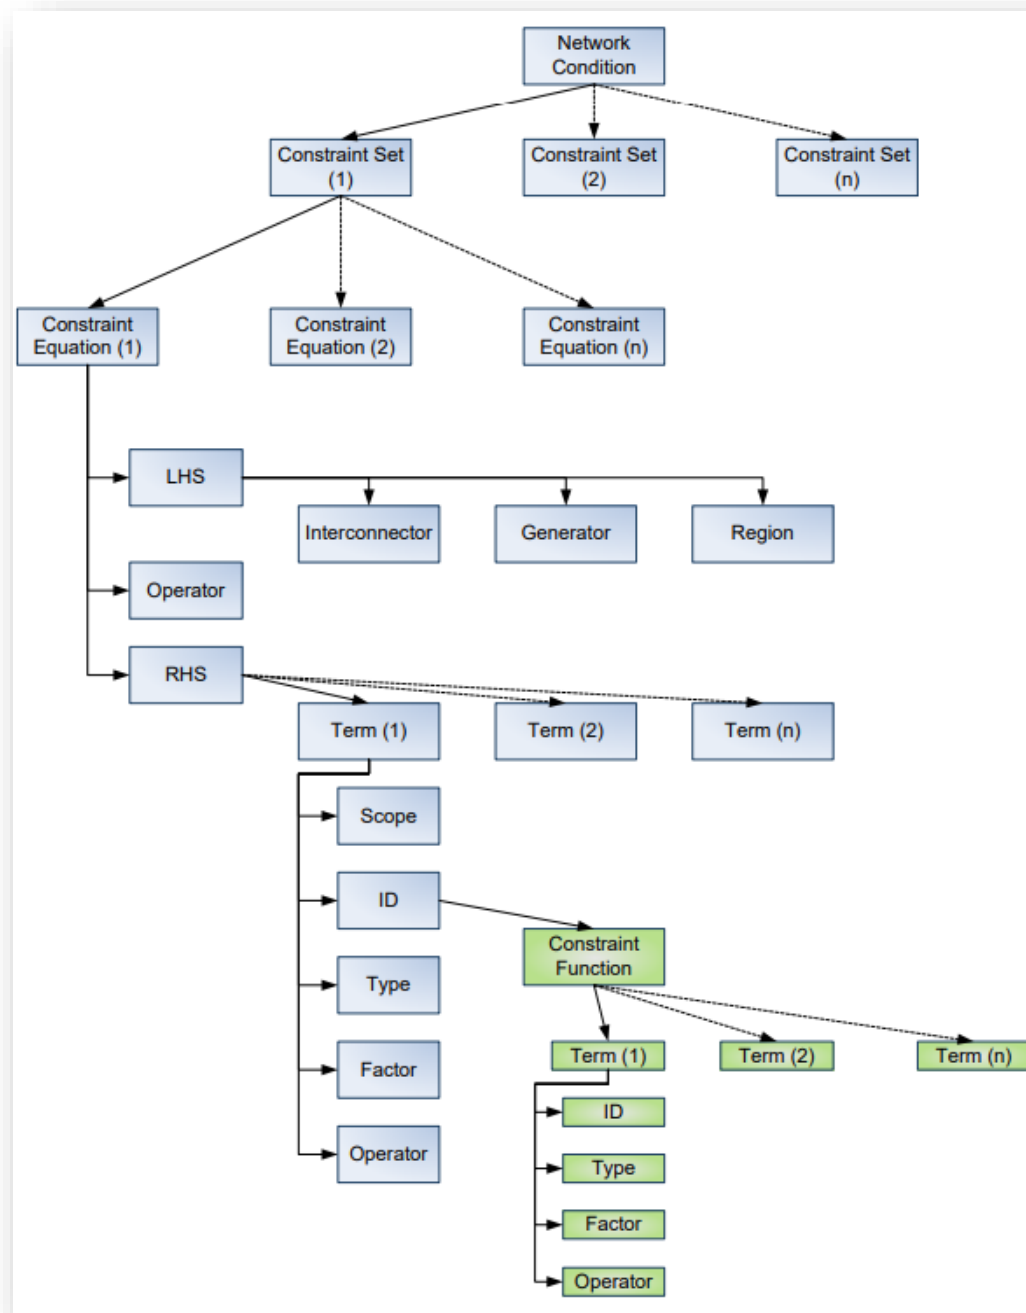 Network
Condition
Constraint Set
(1)
Constraint Set
(2)
Constraint Set
(n)
Constraint
Equation (1)
Constraint
Equation (2)
Constraint
Equation (n)
LHS
Interconnector
Generator
Region
Operator
RHS
Term (1)
Term (2)
Term (n)
Scope
ID
Constraint
Function
Type
Term (1)
Term (2)
Term (n)
Factor
ID
Operator
Type
Factor
Operator